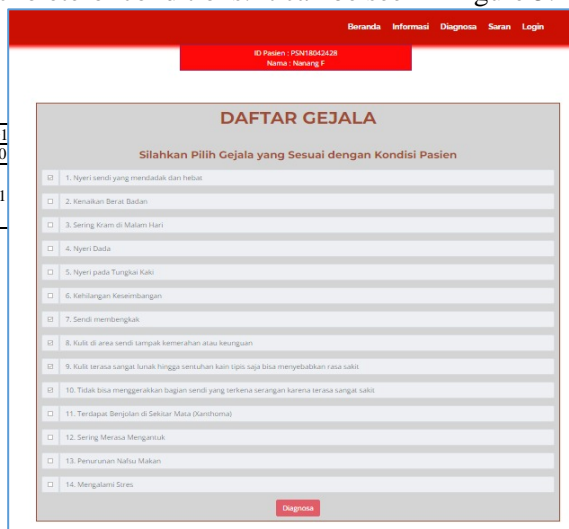 Beranda Informasi Diagnosa Saran Login
ID Pasien : PSN18042428
Nama : Nanang F
DAFTAR GEJALA
Silahkan Pilih Gejala yang Sesuai dengan Kondisi Pasien
1. Nyeri sendi yang mendadak dan hebat
2. Kenaikan Berat Badan
3. Sering Kram di Malam Hari
4. Nyeri Dada
5. Nyeri pada Tungkai Kaki
6. Kehilangan Keseimbangan
7. Sendi membengkak
8. Kulit di area sendi tampak kemerahan atau keunguan
9. Kulit terasa sangat lunak hingga sentuhan kain tipis saja bisa menyebabkan rasa sakit
10. Tidak bisa menggerakkan bagian sendi yang terkena serangan karena terasa sangat sakit
11. Terdapat Benjolan di Sekitar Mata (Xanthoma)
12. Sering Merasa Mengantuk
13. Penurunan Nafsu Makan
14. Mengalami Stres
Diagnosa
1
0
1